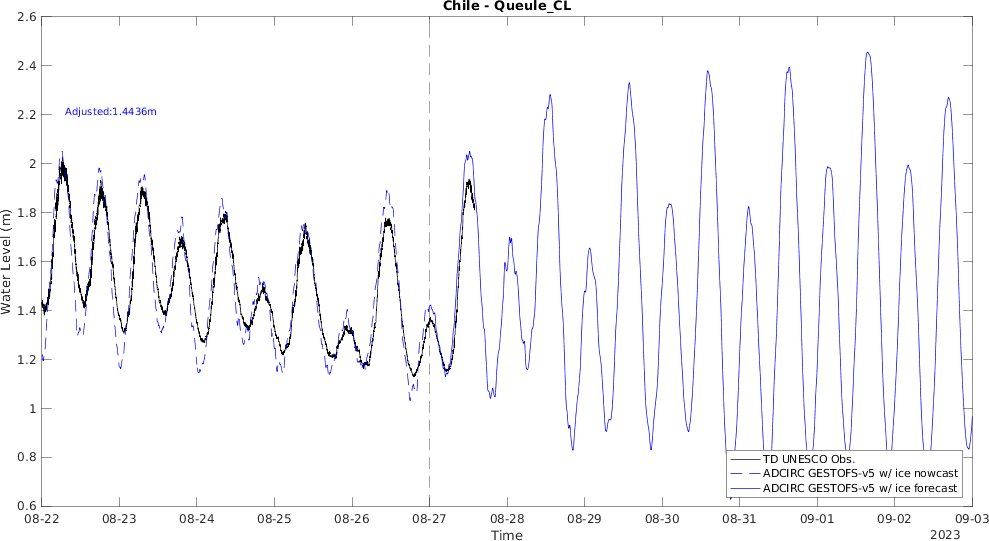 Chile - Queule_CL
2.6
2.4
2.2
2
1.8
1.6
1.4
1.2
1
0.8
0.6
Water Level (m)
Adjusted:1.4436m
TD UNESCO Obs.
ADCIRC GESTOFS-v5 w/ ice nowcast
ADCIRC GESTOFS-v5 w/ ice forecast
08-22 08-23 08-24 08-25 08-26 08-27 08-28 08-29 08-30 08-31 09-01 09-02 09-03
Time
2023